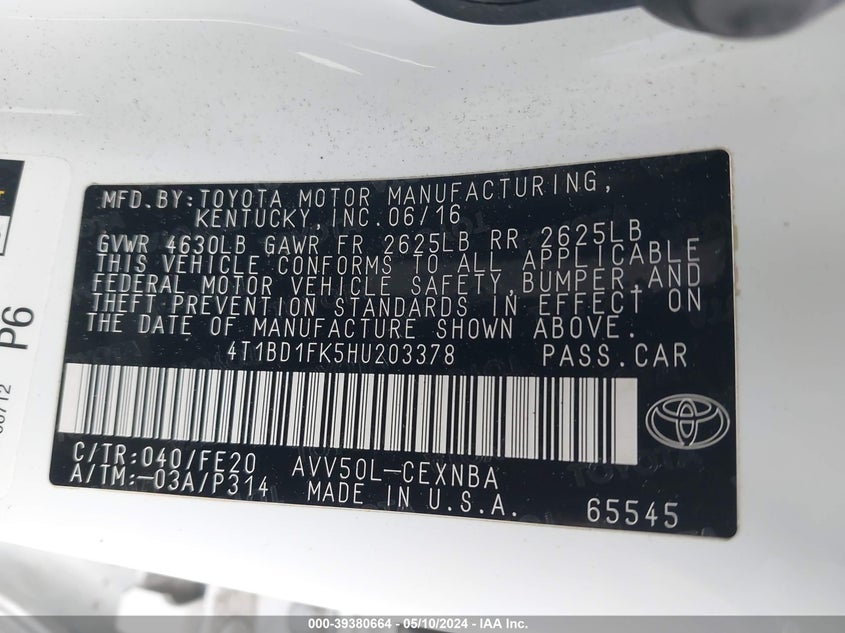 MFD.BY:TOYOTA MOTOR MANUFACTURING,
KENTUCKY,INC.06/16
GVWR 4630LB GAWR FR 2625LB RR 2625LB
THIS VEHICLE CONFORMS TO ALL APPLICABLE
FEDERAL MOTOR VEHICLE SAFETY,BUMPER,AND
THEFT PREVENTION STANDARDS IN EFFECT ON
THE DATE OF MANUFACTURE SHOWN ABOVE.
4T1BD1FK5HU203378 PASS.CAR
C/TR:040/FE20 AVV50L-CEXNBA
A/TM:-03A/P314 MADE IN U.S.A. 65545
P6
000-39380664 - 05/10/2024 - IAA Inc.